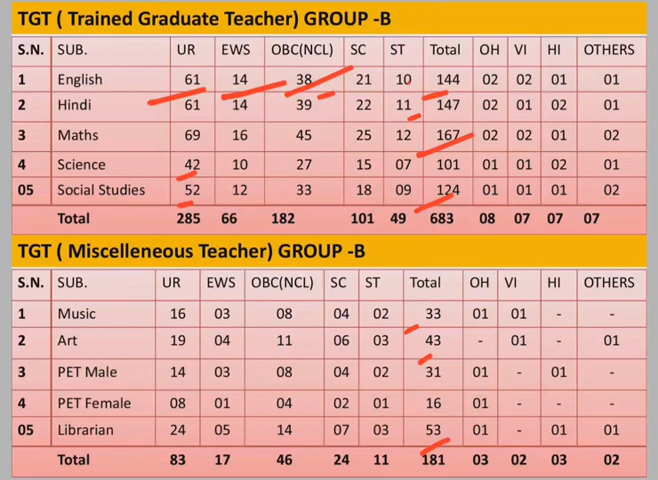 TGT ( Trained Graduate Teacher) GROUP -B
S.N. SUB. UR EWS OBC(NCL) SC ST Total OH VI HI OTHERS
1 English 61 14 38 21 10 144 02 02 01 01
2 Hindi 61 14 39 22 11 147 02 01 02 01
3 Maths 69 16 45 25 12 167 02 02 01 02
4 Science 42 10 27 15 07 101 01 01 02 01
05 Social Studies 52 12 33 18 09 124 01 01 01 02
Total 285 66 182 101 49 683 08 07 07 07
TGT ( Miscelleneous Teacher) GROUP -B
S.N. SUB. UR EWS OBC(NCL) SC ST Total OH VI HI OTHERS
1 Music 16 03 08 04 02 33 01 01 - -
2 Art 19 04 11 06 03 43 - 01 - 01
3 PET Male 14 03 08 04 02 31 01 - 01 -
4 PET Female 08 01 04 02 01 16 01 - - -
05 Librarian 24 05 14 07 03 53 01 - 01 01
Total 83 17 46 24 11 181 03 02 03 02